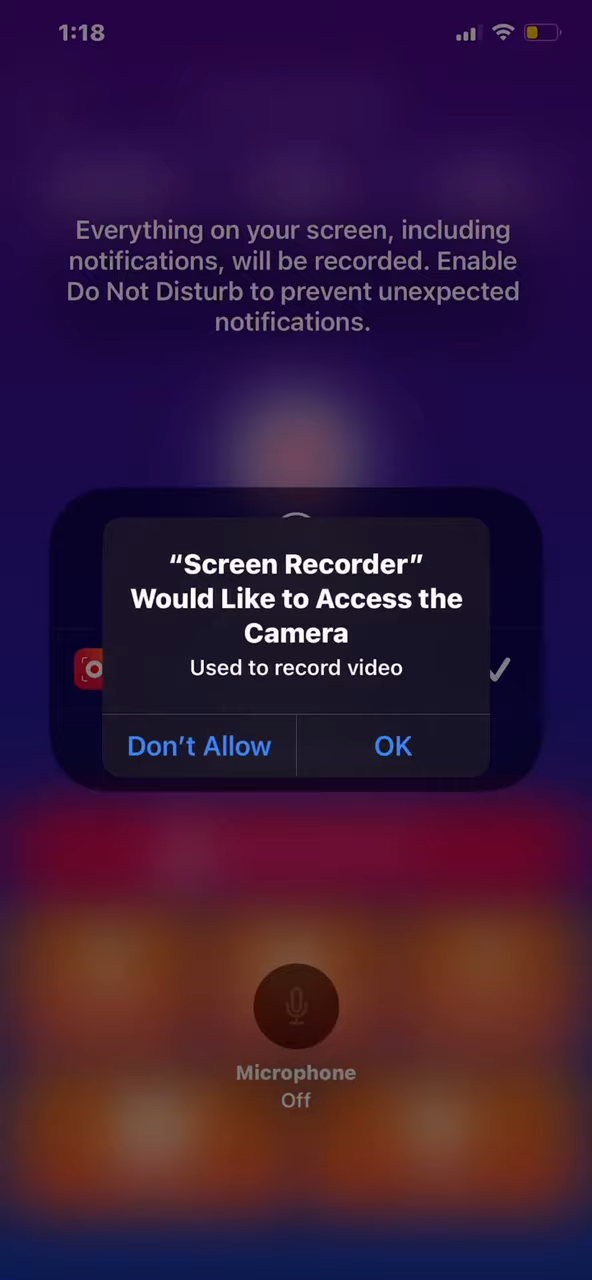 1:18
Everything on your screen, including
notifications, will be recorded. Enable
Do Not Disturb to prevent unexpected
notifications.
“Screen Recorder”
Would Like to Access the
Camera
Used to record video
Don’t Allow
OK
Microphone
Off